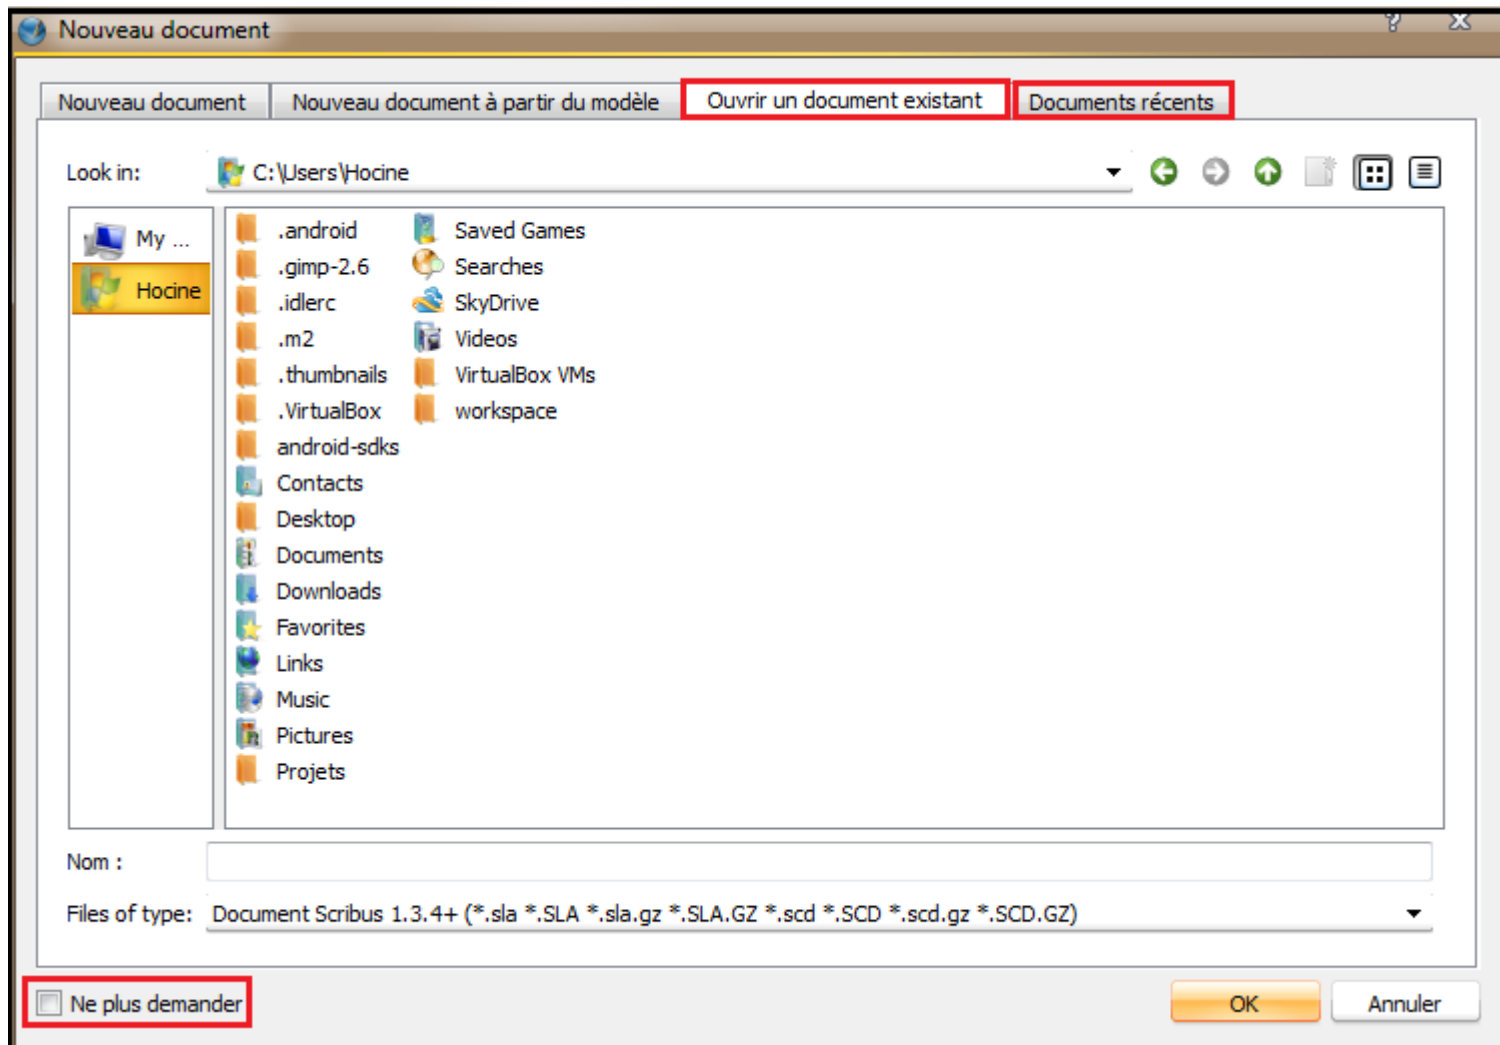 Nouveau document
Nouveau document
Nouveau document à partir du modèle
Ouvrir un document existant
Documents récents
Look in:
C:\Users\Hocine
My ...
Hocine
.android
.gimp-2.6
.idlerc
.m2
.thumbnails
.VirtualBox
android-sdks
Contacts
Desktop
Documents
Downloads
Favorites
Links
Music
Pictures
Projets
Saved Games
Searches
SkyDrive
Videos
VirtualBox VMs
workspace
Nom :
Files of type:
Document Scribus 1.3.4+ (*.sla *.SLA *.sla.gz *.SLA.GZ *.scd *.SCD *.scd.gz *.SCD.GZ)
Ne plus demander
OK
Annuler